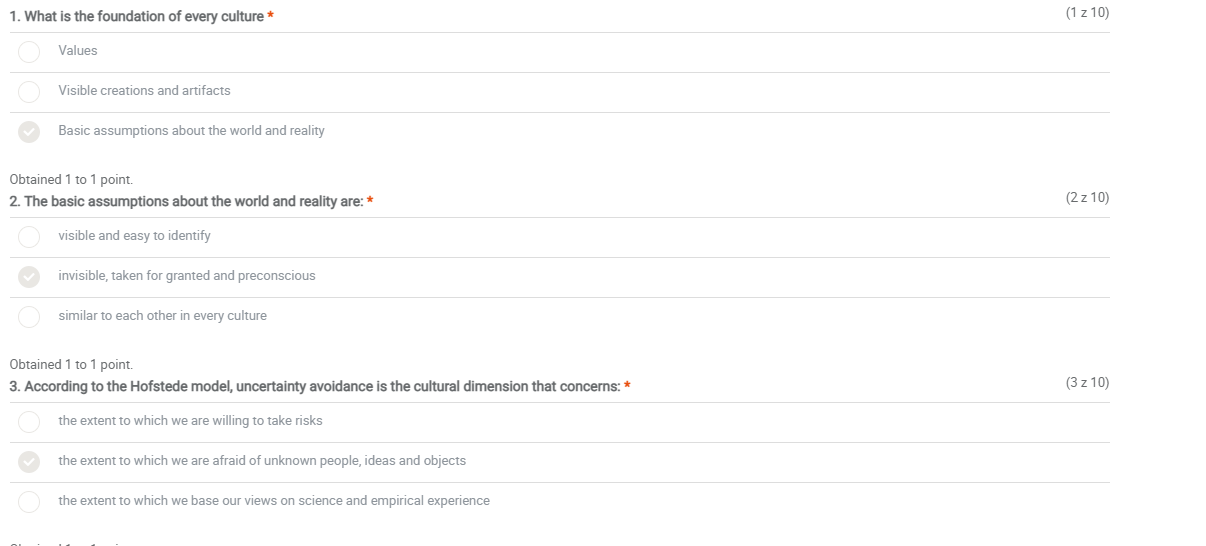 1. What is the foundation of every culture *
(1 z 10)
Values
Visible creations and artifacts
Basic assumptions about the world and reality
Obtained 1 to 1 point.
2. The basic assumptions about the world and reality are: *
(2 z 10)
visible and easy to identify
invisible, taken for granted and preconscious
similar to each other in every culture
Obtained 1 to 1 point.
3. According to the Hofstede model, uncertainty avoidance is the cultural dimension that concerns: *
(3 z 10)
the extent to which we are willing to take risks
the extent to which we are afraid of unknown people, ideas and objects
the extent to which we base our views on science and empirical experience